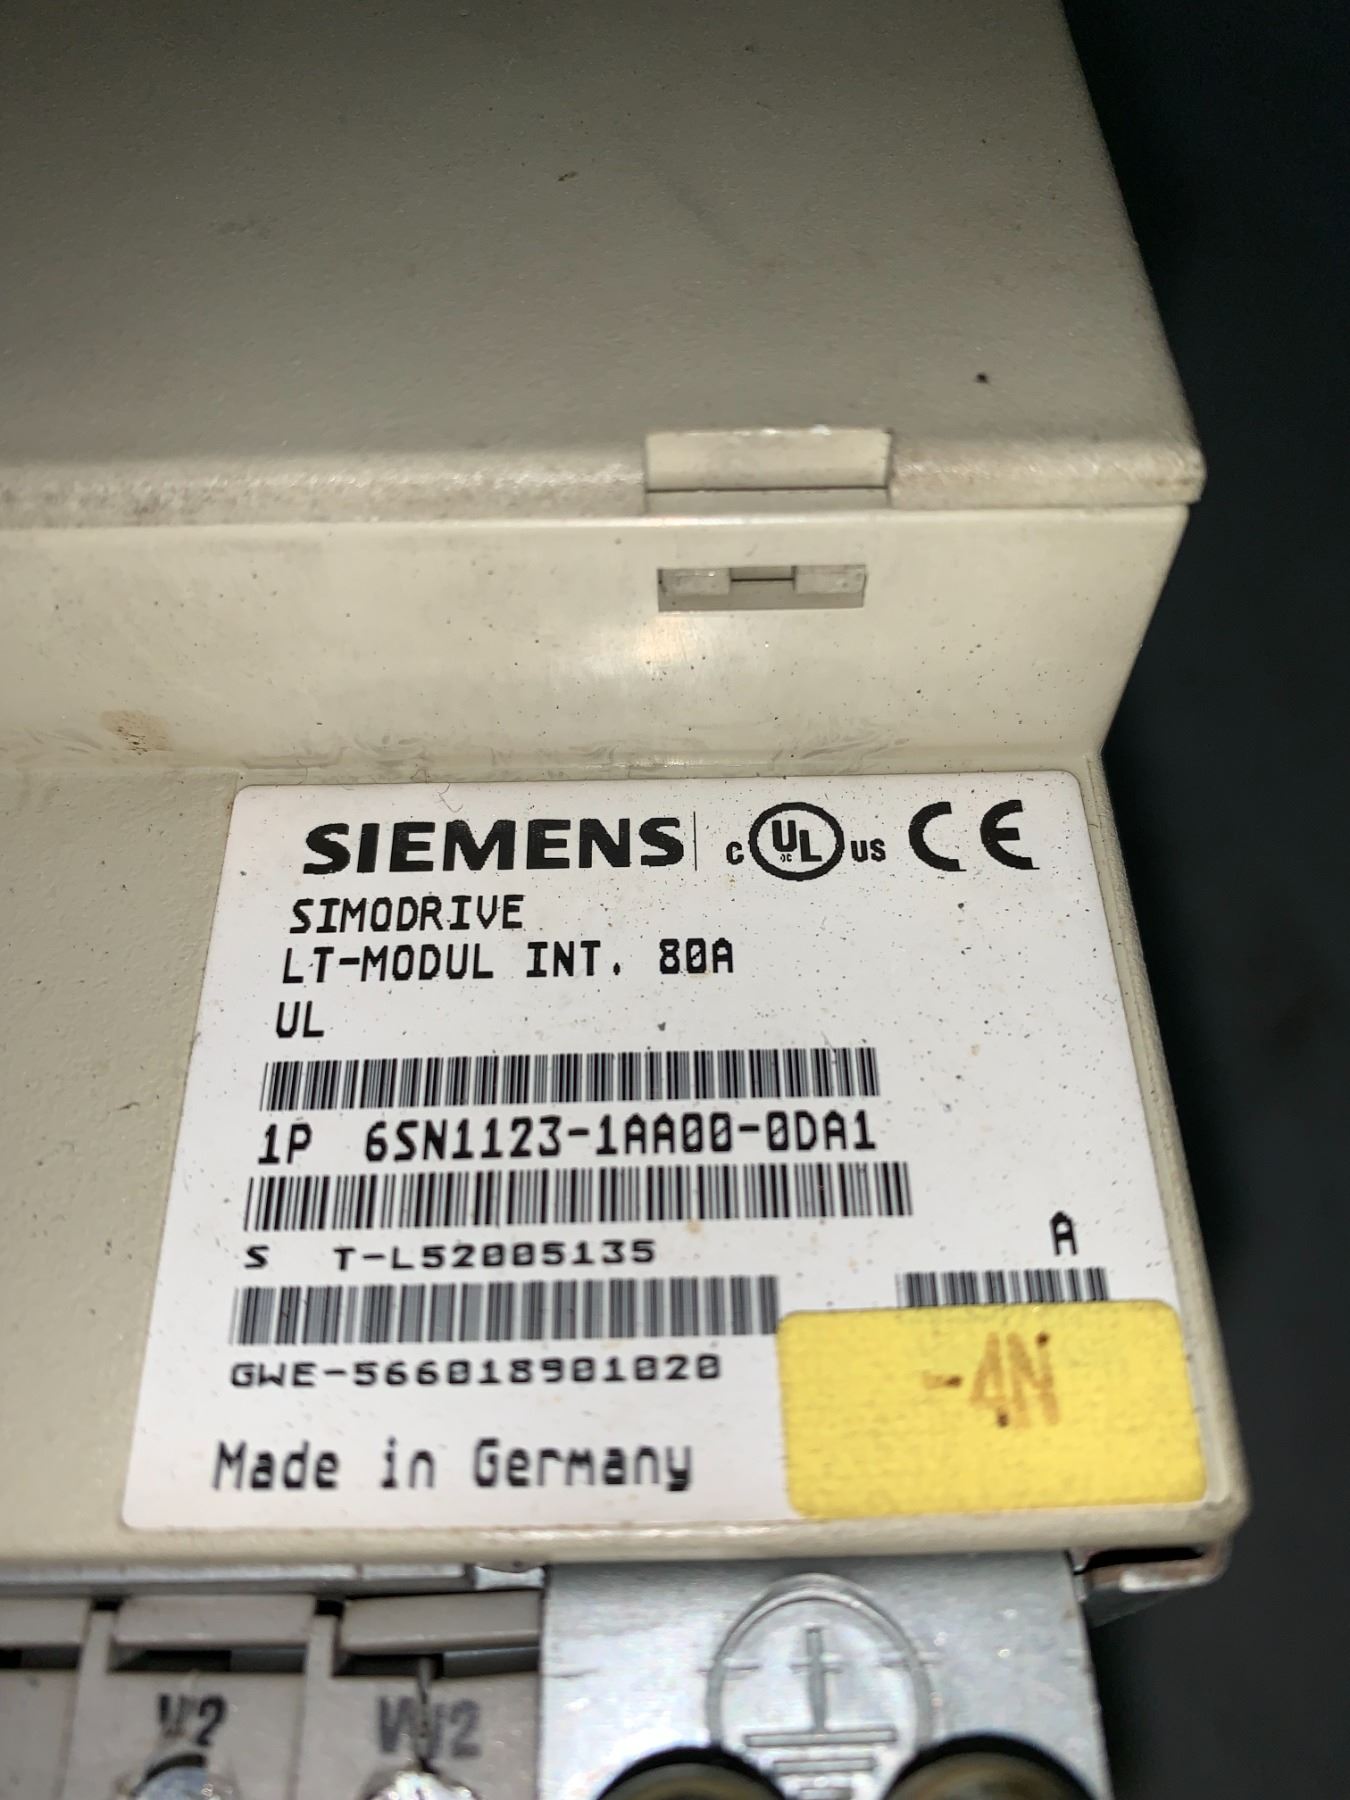 SIEMENS c UL us CE
SIMODRIVE
LT-MODUL INT. 80A
UL
1P 6SN1123-1AA00-0DA1
S T-L52005135
A
GWE-566018901020
-4N
Made in Germany
V2 W2